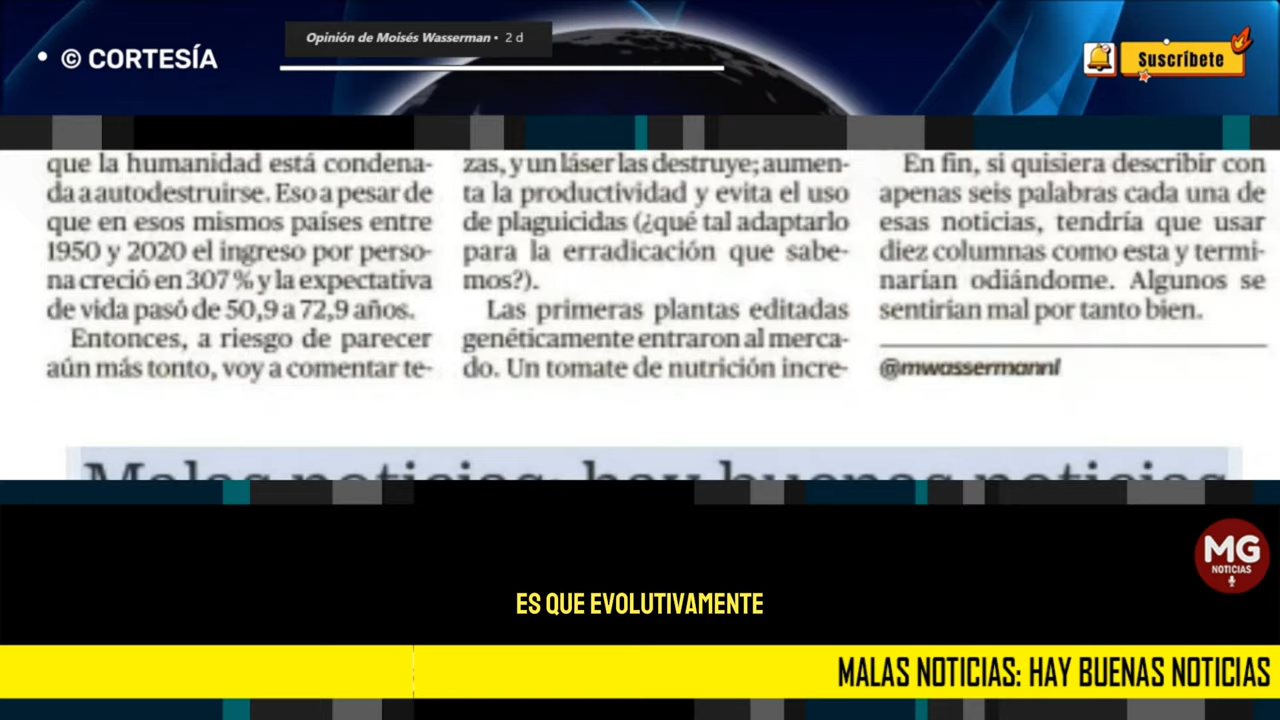 Opinión de Moisés Wasserman • 2 d
• © CORTESÍA
Suscríbete
que la humanidad está condena-
da a autodestruirse. Eso a pesar de
que en esos mismos países entre
1950 y 2020 el ingreso por perso-
na creció en 307 % y la expectativa
de vida pasó de 50,9 a 72,9 años.
Entonces, a riesgo de parecer
aún más tonto, voy a comentar te-
zas, y un láser las destruye; aumen-
ta la productividad y evita el uso
de plaguicidas (¿qué tal adaptarlo
para la erradicación que sabe-
mos?).
Las primeras plantas editadas
genéticamente entraron al merca-
do. Un tomate de nutrición incre-
En fin, si quisiera describir con
apenas seis palabras cada una de
esas noticias, tendría que usar
diez columnas como esta y termi-
narían odiándome. Algunos se
sentirían mal por tanto bien.
@mwassermannl
Malas noticias: hay buenas noticias
MG
NOTICIAS
ES QUE EVOLUTIVAMENTE
MALAS NOTICIAS: HAY BUENAS NOTICIAS